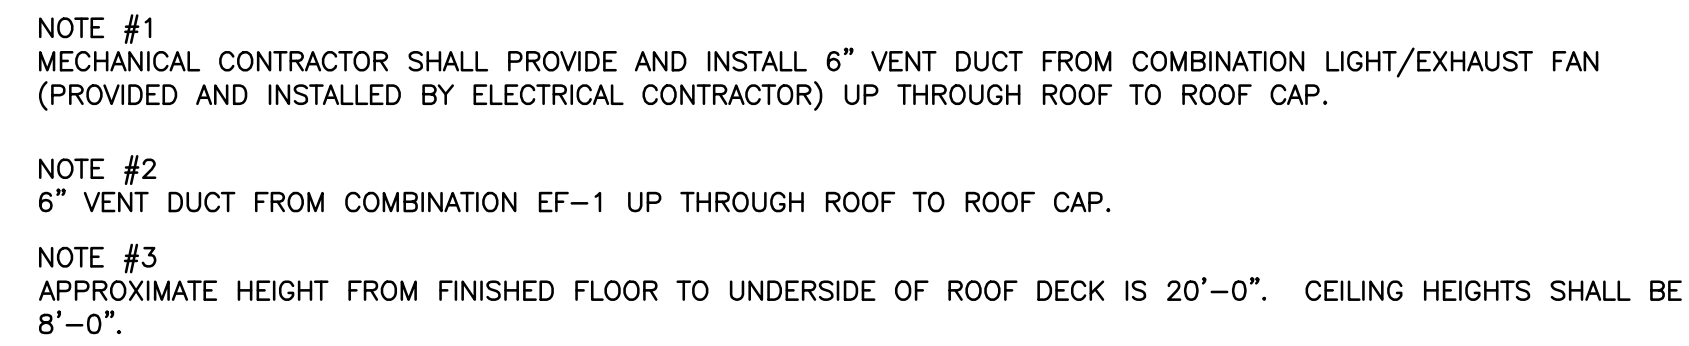 NOTE #1
MECHANICAL CONTRACTOR SHALL PROVIDE AND INSTALL 6" VENT DUCT FROM COMBINATION LIGHT/EXHAUST FAN
(PROVIDED AND INSTALLED BY ELECTRICAL CONTRACTOR) UP THROUGH ROOF TO ROOF CAP.
NOTE #2
6" VENT DUCT FROM COMBINATION EF-1 UP THROUGH ROOF TO ROOF CAP.
NOTE #3
APPROXIMATE HEIGHT FROM FINISHED FLOOR TO UNDERSIDE OF ROOF DECK IS 20'-0". CEILING HEIGHTS SHALL BE
8'-0".